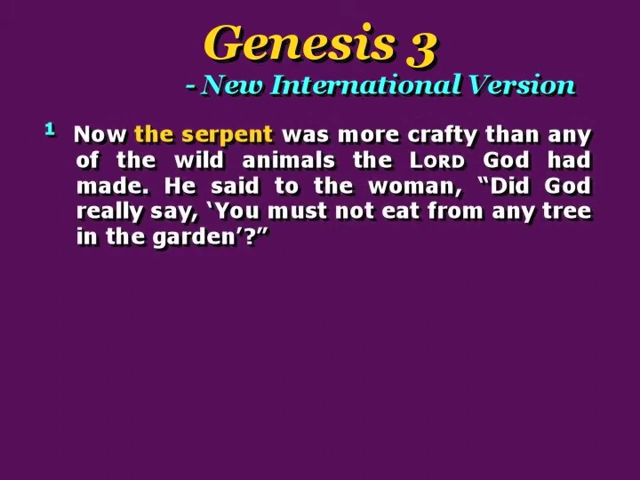 Genesis 3
- New International Version
1 Now the serpent was more crafty than any
of the wild animals the LORD God had
made. He said to the woman, “Did God
really say, ‘You must not eat from any tree
in the garden’?”